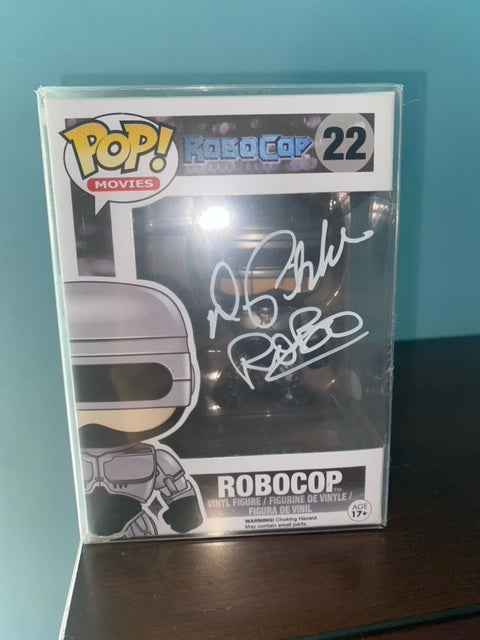 POP!
MOVIES
ROBOCOP
22
ROBO
ROBOCOP™
VINYL FIGURE / FIGURINE DE VINYLE /
FIGURA DE VINIL
WARNING! Choking Hazard.
May contain small parts.
AGE
17+